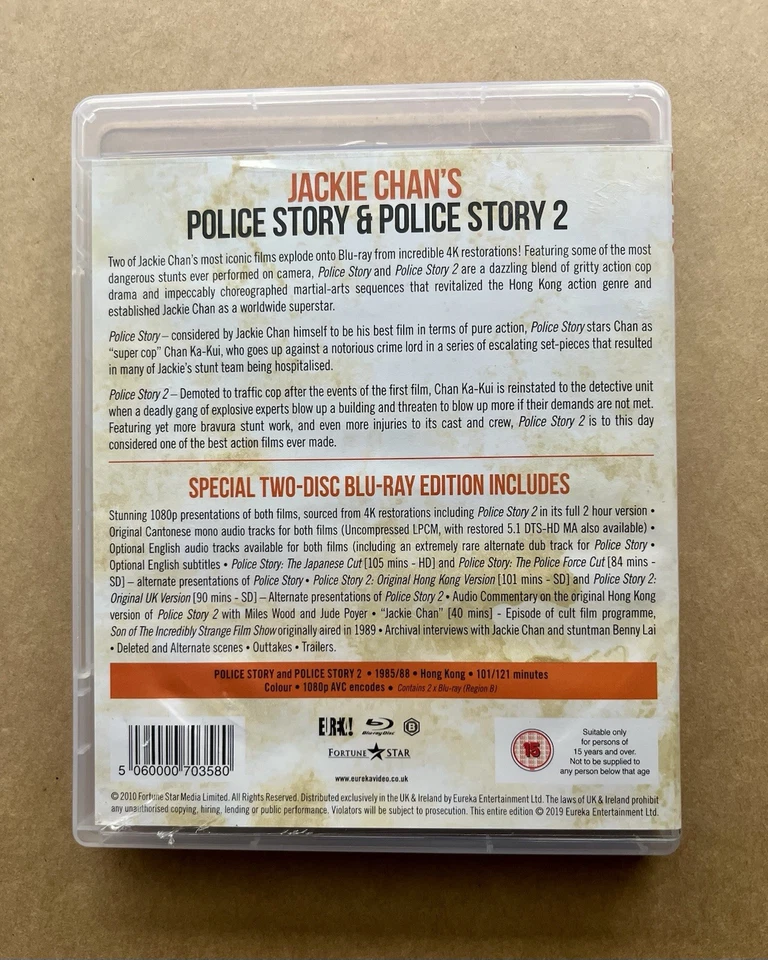 JACKIE CHAN'S
POLICE STORY & POLICE STORY 2
Two of Jackie Chan's most iconic films explode onto Blu-ray from incredible 4K restorations! Featuring some of the most
dangerous stunts ever performed on camera, Police Story and Police Story 2 are a dazzling blend of gritty action cop
drama and impeccably choreographed martial-arts sequences that revitalized the Hong Kong action genre and
established Jackie Chan as a worldwide superstar.
Police Story – considered by Jackie Chan himself to be his best film in terms of pure action, Police Story stars Chan as
“super cop” Chan Ka-Kui, who goes up against a notorious crime lord in a series of escalating set-pieces that resulted
in many of Jackie's stunt team being hospitalised.
Police Story 2 – Demoted to traffic cop after the events of the first film, Chan Ka-Kui is reinstated to the detective unit
when a deadly gang of explosive experts blow up a building and threaten to blow up more if their demands are not met.
Featuring yet more bravura stunt work, and even more injuries to its cast and crew, Police Story 2 is to this day
considered one of the best action films ever made.
SPECIAL TWO-DISC BLU-RAY EDITION INCLUDES
Stunning 1080p presentations of both films, sourced from 4K restorations including Police Story 2 in its full 2 hour version •
Original Cantonese mono audio tracks for both films (Uncompressed LPCM, with restored 5.1 DTS-HD MA also available) •
Optional English audio tracks available for both films (including an extremely rare alternate dub track for Police Story •
Optional English subtitles • Police Story: The Japanese Cut [105 mins - HD] and Police Story: The Police Force Cut [84 mins -
SD] – alternate presentations of Police Story • Police Story 2: Original Hong Kong Version [101 mins - SD] and Police Story 2:
Original UK Version [90 mins - SD] – Alternate presentations of Police Story 2 • Audio Commentary on the original Hong Kong
version of Police Story 2 with Miles Wood and Jude Poyer • “Jackie Chan” [40 mins] - Episode of cult film programme,
Son of The Incredibly Strange Film Show originally aired in 1989 • Archival interviews with Jackie Chan and stuntman Benny Lai
• Deleted and Alternate scenes • Outtakes • Trailers.
POLICE STORY and POLICE STORY 2 • 1985/88 • Hong Kong • 101/121 minutes
Colour • 1080p AVC encodes • Contains 2 x Blu-ray (Region B)
EUREKA!
Blu-ray Disc
B
FORTUNE STAR
www.eurekavideo.co.uk
5 060000 703580
15
Suitable only
for persons of
15 years and over.
Not to be supplied to
any person below that age
© 2010 Fortune Star Media Limited. All Rights Reserved. Distributed exclusively in the UK & Ireland by Eureka Entertainment Ltd. The laws of UK & Ireland prohibit
any unauthorised copying, hiring, lending or public performance. Violators will be subject to prosecution. This entire edition © 2019 Eureka Entertainment Ltd.